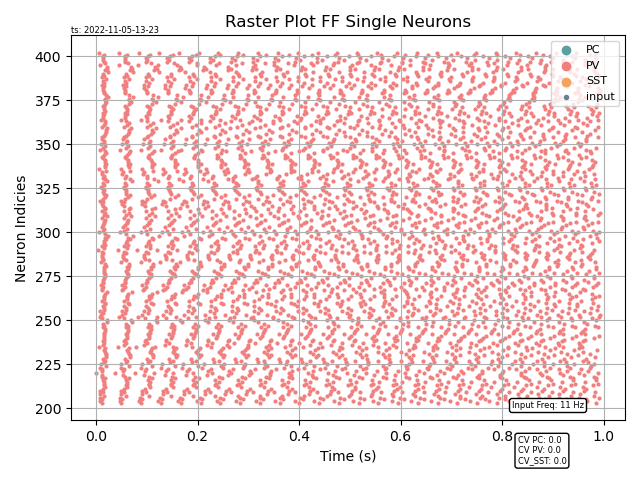 Raster Plot FF Single Neurons
ts: 2022-11-05-13-23
PC
PV
SST
input
400
375
350
325
300
275
250
225
200
Neuron Indicies
Input Freq: 11 Hz
0.0 0.2 0.4 0.6 0.8 1.0
Time (s)
CV PC: 0.0
CV PV: 0.0
CV_SST: 0.0